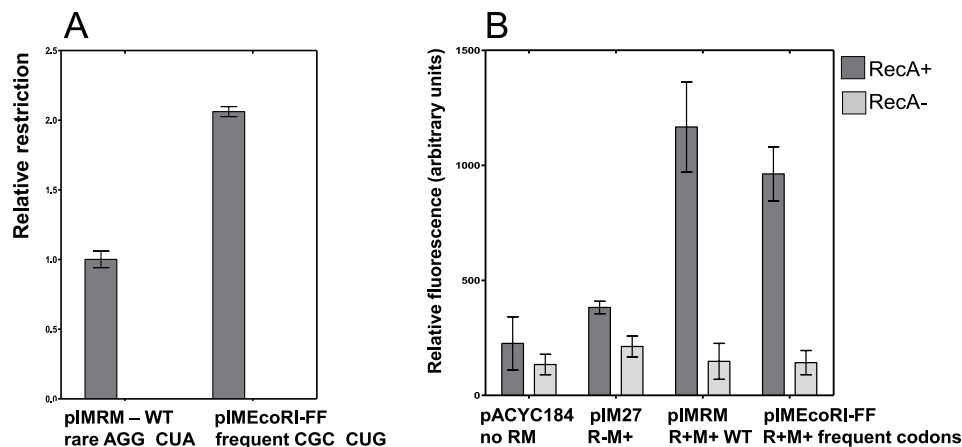 A
Relative restriction
2.5
2.0
1.5
1.0
0.5
0.0
pIMRM – WT
rare AGG CUA
pIMEcoRI-FF
frequent CGC CUG
B
Relative fluorescence (arbitrary units)
1500
1000
500
0
pACYC184
no RM
pIM27
R-M+
pIMRM
R+M+ WT
pIMEcoRI-FF
R+M+ frequent codons
RecA+
RecA-